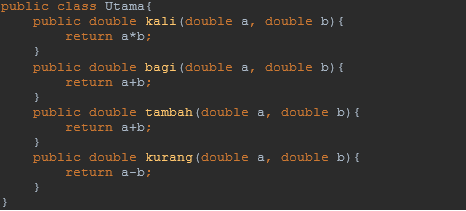 public class Utama{
    public double kali(double a, double b){
        return a*b;
    }
    public double bagi(double a, double b){
        return a+b;
    }
    public double tambah(double a, double b){
        return a+b;
    }
    public double kurang(double a, double b){
        return a-b;
    }
}